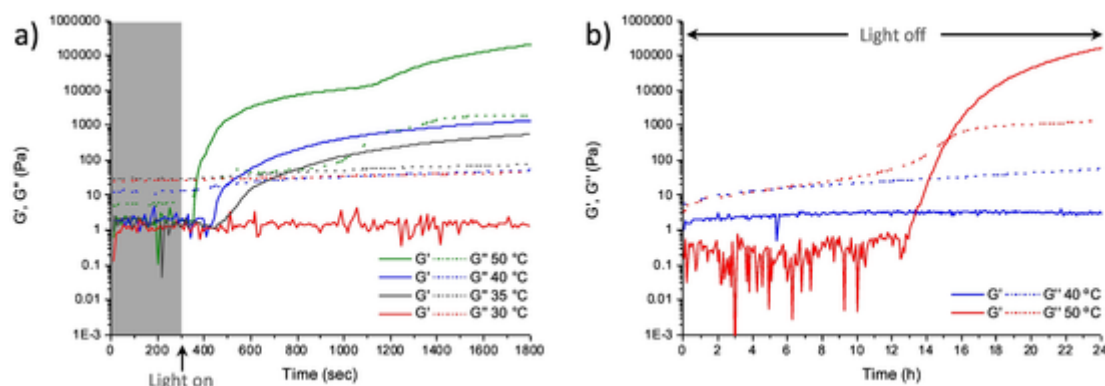 a)
1000000
100000
10000
1000
100
10
1
0.1
0.01
1E-3
G', G" (Pa)
0 200 400 600 800 1000 1200 1400 1600 1800
Light on
Time (sec)
G' G" 50 °C
G' G" 40 °C
G' G" 35 °C
G' G" 30 °C
b)
Light off
1000000
100000
10000
1000
100
10
1
0.1
0.01
1E-3
G', G'' (Pa)
0 2 4 6 8 10 12 14 16 18 20 22 24
Time (h)
G' G'' 40 ºC
G' G'' 50 ºC